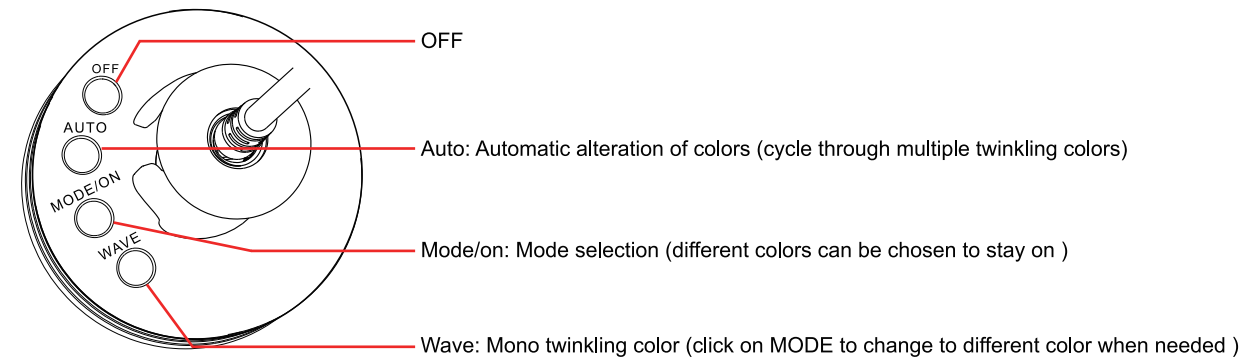 OFF
OFF
AUTO
Auto: Automatic alteration of colors (cycle through multiple twinkling colors)
MODE/ON
Mode/on: Mode selection (different colors can be chosen to stay on )
WAVE
Wave: Mono twinkling color (click on MODE to change to different color when needed )